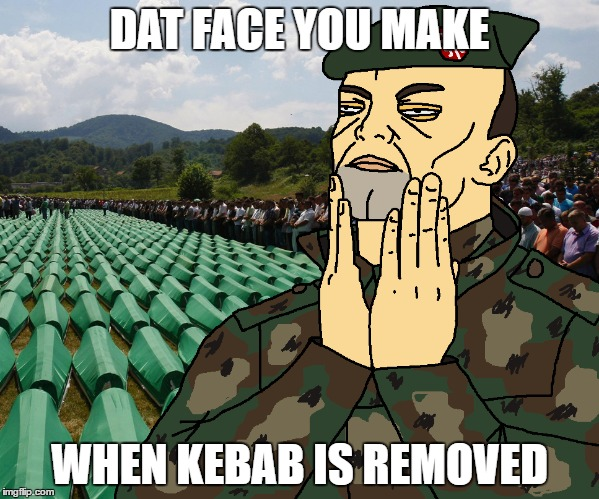 DAT FACE YOU MAKE
WHEN KEBAB IS REMOVED
imgflip.com